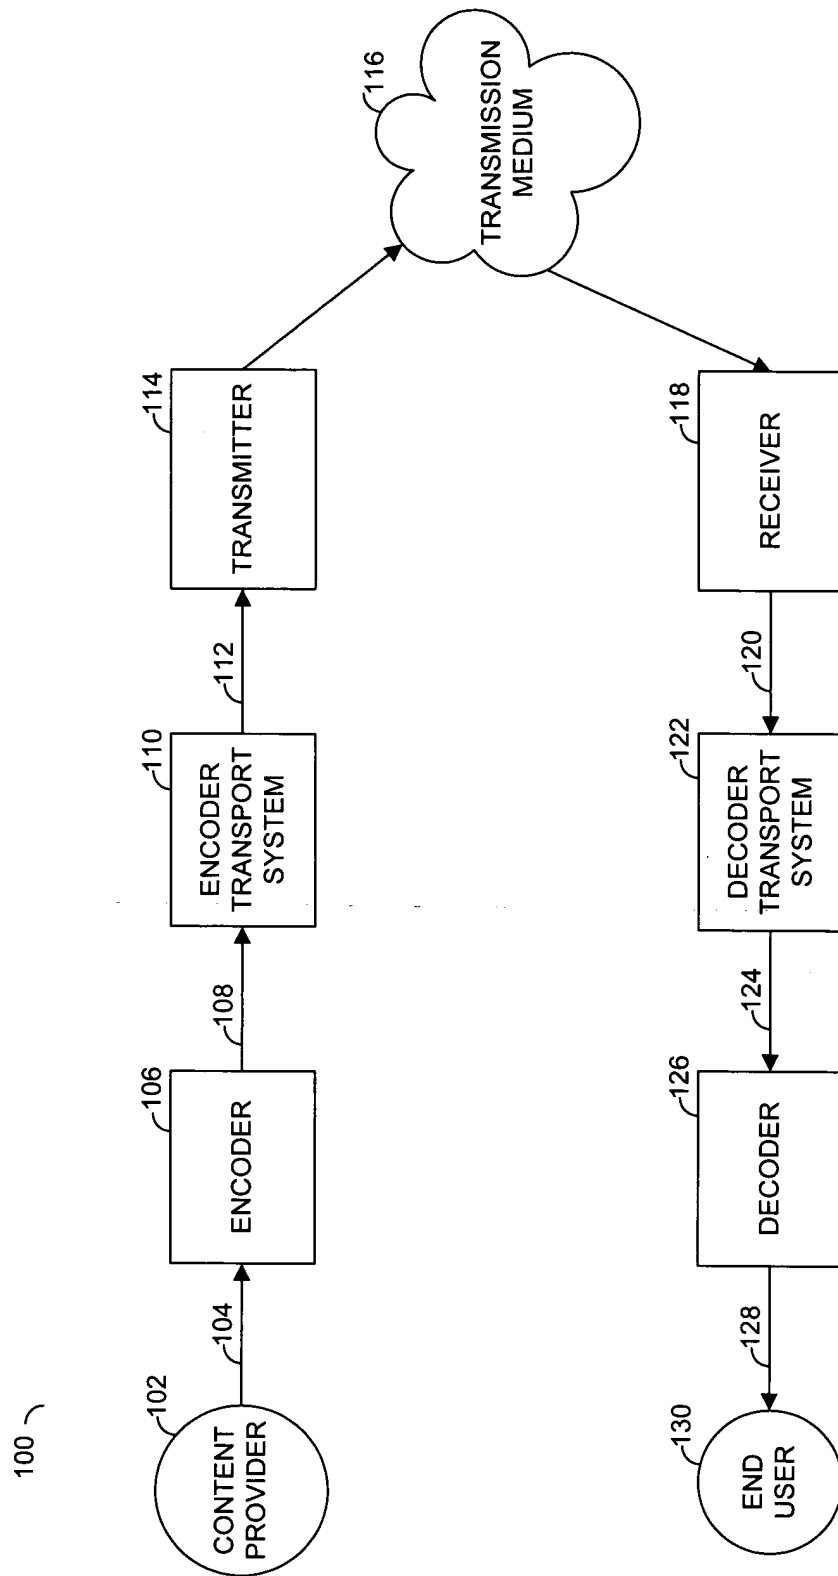 100
102
CONTENT
PROVIDER
104
106
ENCODER
108
110
ENCODER
TRANSPORT
SYSTEM
112
114
TRANSMITTER
116
TRANSMISSION
MEDIUM
118
RECEIVER
120
122
DECODER
TRANSPORT
SYSTEM
124
126
DECODER
128
130
END
USER